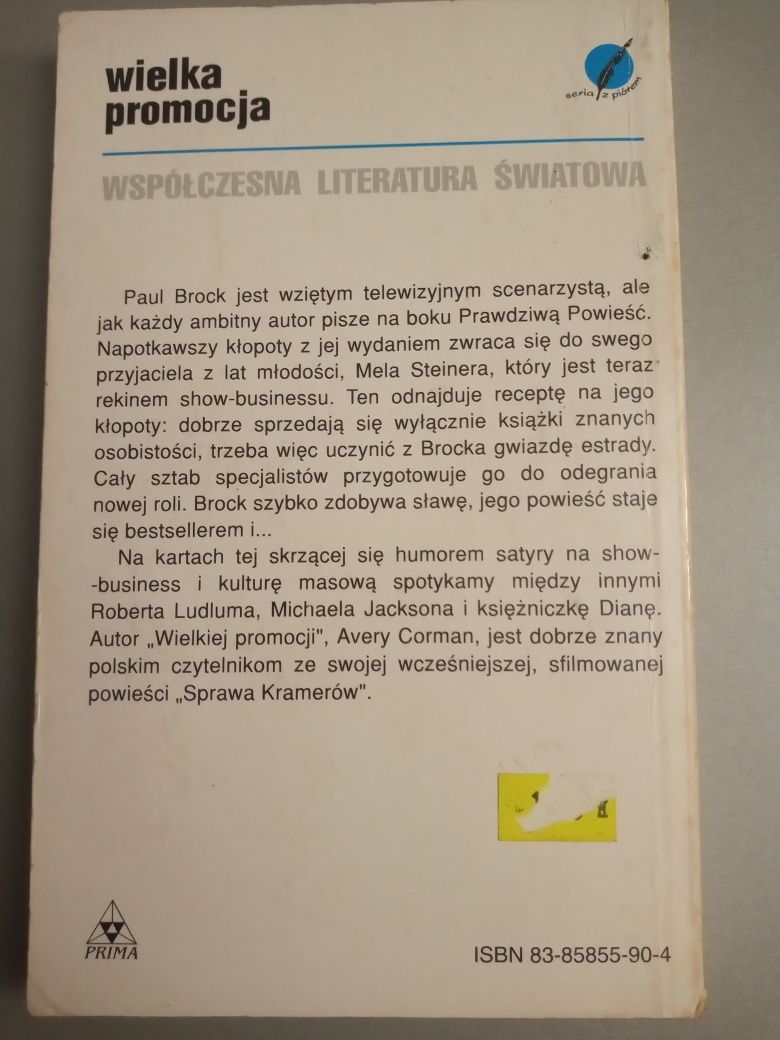 wielka
promocja
seria z piórem
WSPÓŁCZESNA LITERATURA ŚWIATOWA
Paul Brock jest wziętym telewizyjnym scenarzystą, ale
jak każdy ambitny autor pisze na boku Prawdziwą Powieść.
Napotkawszy kłopoty z jej wydaniem zwraca się do swego
przyjaciela z lat młodości, Mela Steinera, który jest teraz
rekinem show-businessu. Ten odnajduje receptę na jego
kłopoty: dobrze sprzedają się wyłącznie książki znanych
osobistości, trzeba więc uczynić z Brocka gwiazdę estrady.
Cały sztab specjalistów przygotowuje go do odegrania
nowej roli. Brock szybko zdobywa sławę, jego powieść staje
się bestsellerem i...
Na kartach tej skrzącej się humorem satyry na show-
-business i kulturę masową spotykamy między innymi
Roberta Ludluma, Michaela Jacksona i księżniczkę Dianę.
Autor „Wielkiej promocji", Avery Corman, jest dobrze znany
polskim czytelnikom ze swojej wcześniejszej, sfilmowanej
powieści „Sprawa Kramerów".
PRIMA
ISBN 83-85855-90-4